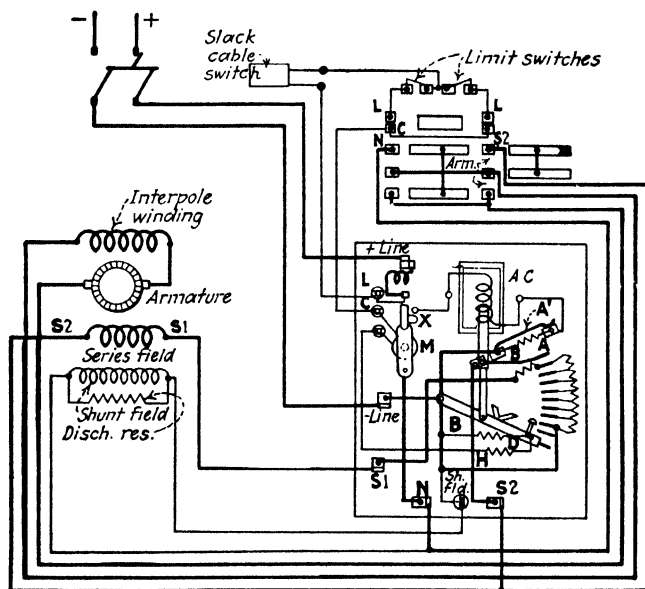 − +
Slack
cable
switch
Limit switches
L L
C
N S2
Arm.
Interpole
winding
+Line
L
AC
C
A'
X
Armature
M
B A
S2 S1
Series field
Shunt field
Disch. res.
-Line
B
D
H
S1
Sh.
fld.
N S2